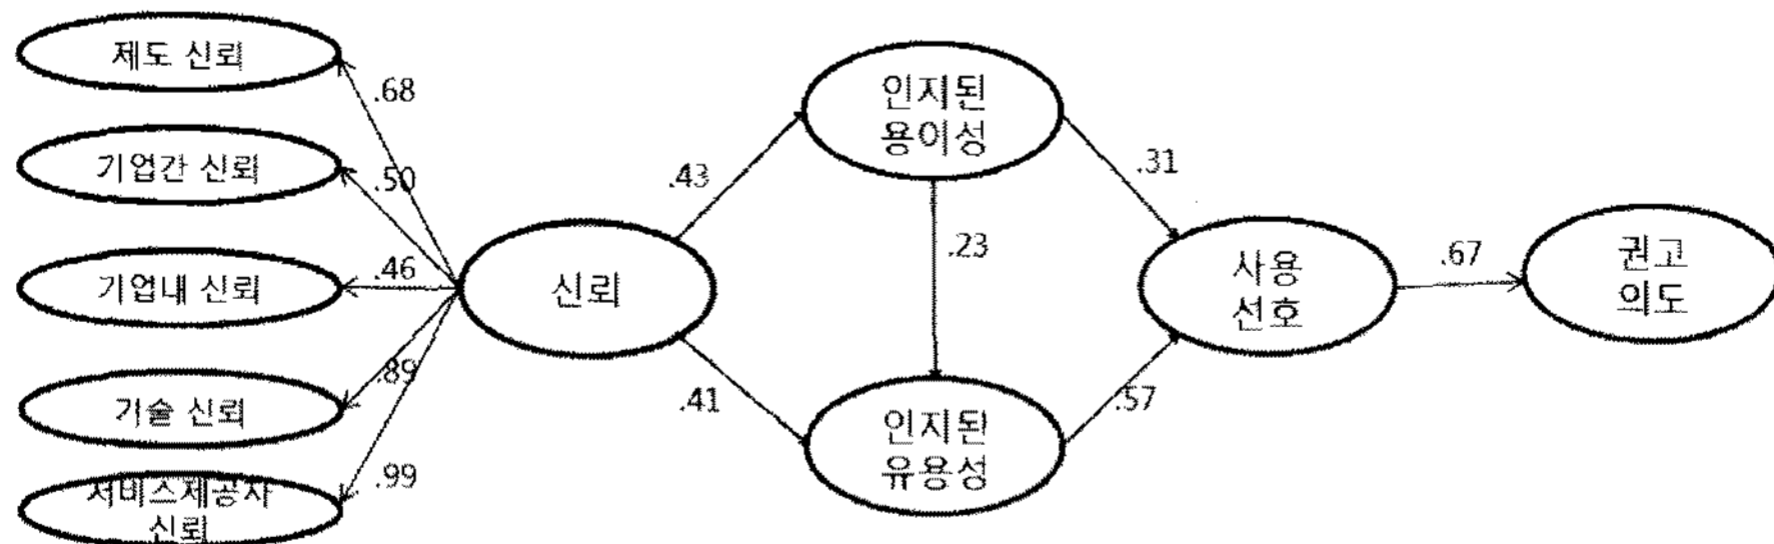 제도 신뢰
.68
기업간 신뢰
.50
기업내 신뢰
.46
기술 신뢰
.89
서비스제공자
신뢰
.99
신뢰
.43
.41
인지된
용이성
.23
인지된
유용성
.31
.57
사용
선호
.67
권고
의도